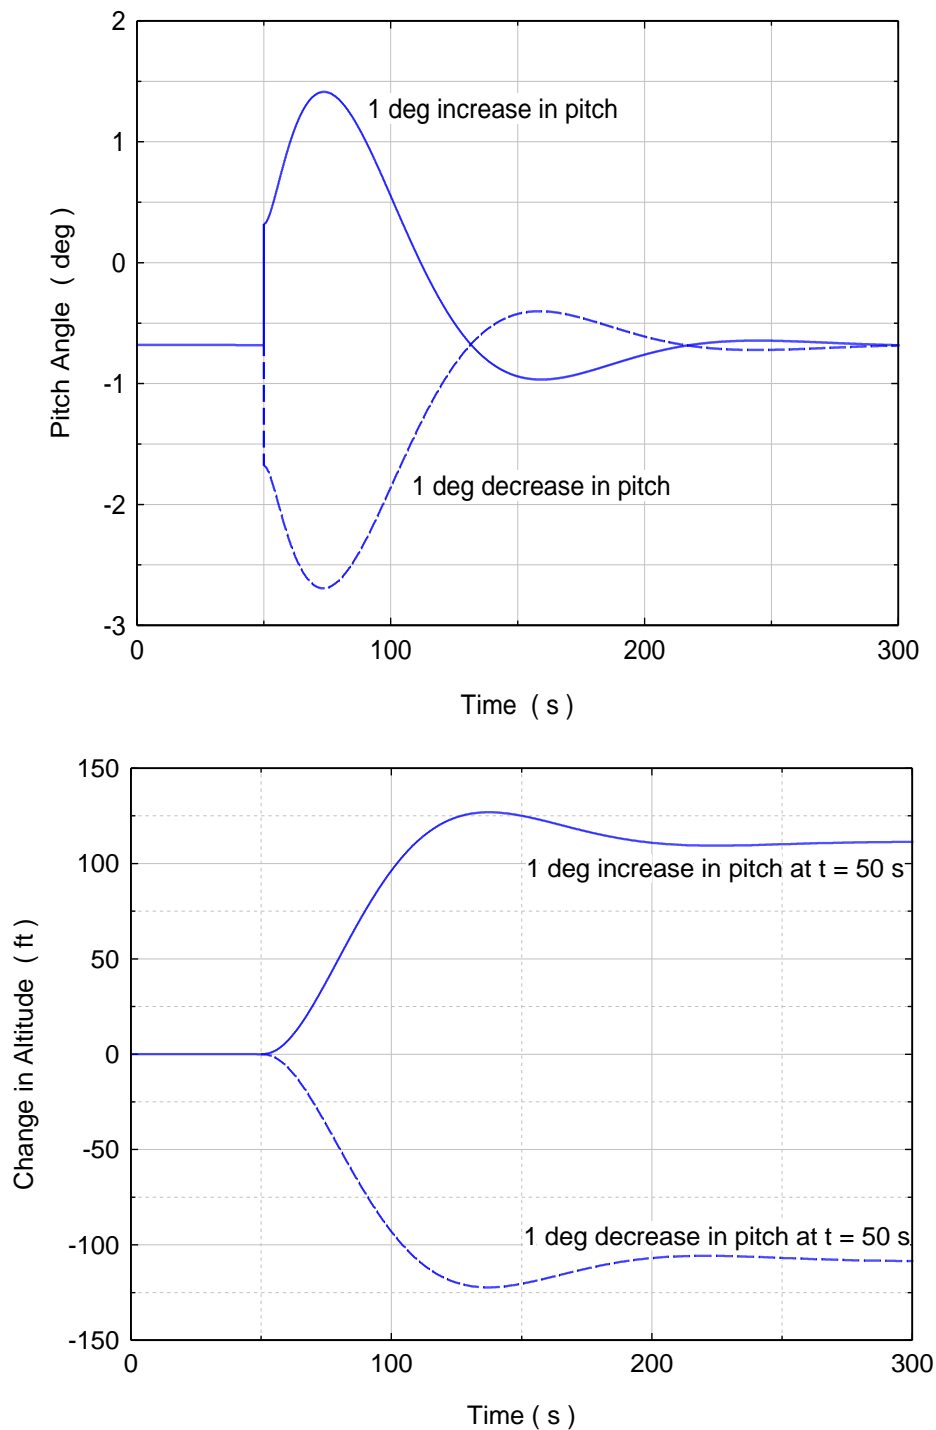 2
1 deg increase in pitch
1
Pitch Angle ( deg )
0
-1
1 deg decrease in pitch
-2
-3
0 100 200 300
Time ( s )
150
100
1 deg increase in pitch at t = 50 s
50
Change in Altitude ( ft )
0
-50
1 deg decrease in pitch at t = 50 s
-100
-150
0 100 200 300
Time ( s )